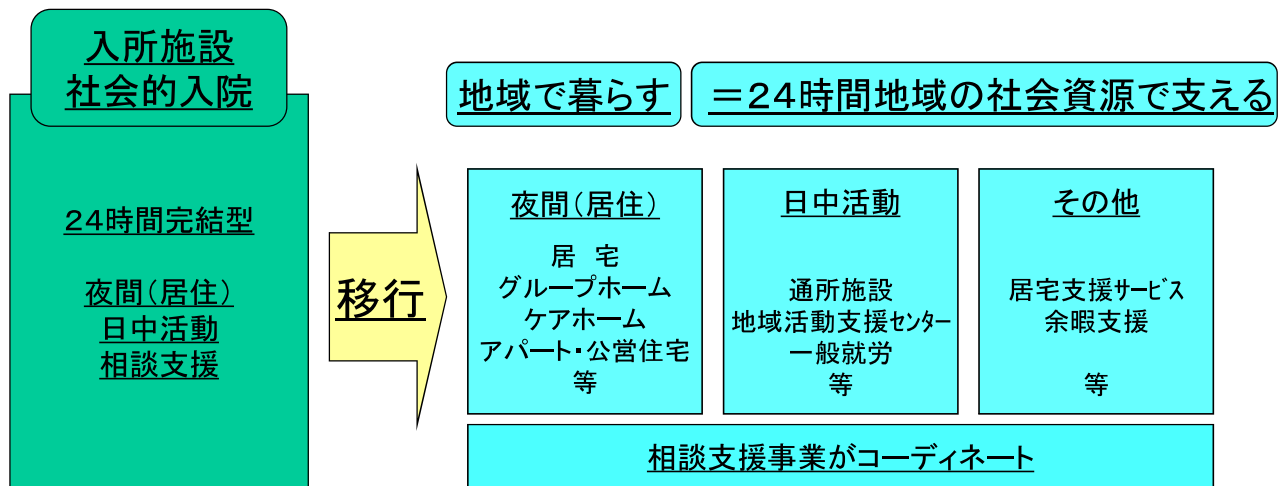 入所施設
社会的入院
24時間完結型
夜間(居住)
日中活動
相談支援
移行
地域で暮らす
=24時間地域の社会資源で支える
夜間(居住)
居 宅
グループホーム
ケアホーム
アパート・公営住宅
等
日中活動
通所施設
地域活動支援センター
一般就労
等
その他
居宅支援サービス
余暇支援
等
相談支援事業がコーディネート